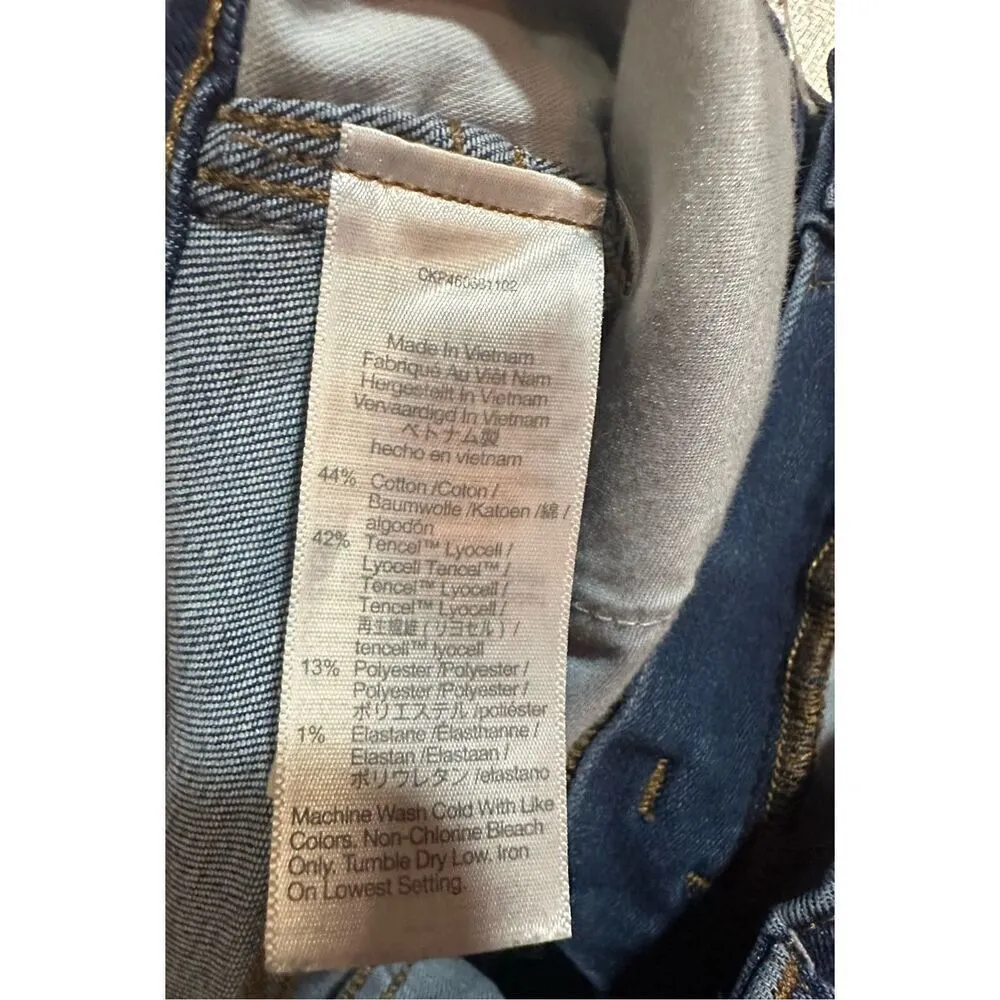 Made In Vietnam
Fabriqué Au Viêt Nam
Hergestellt In Vietnam
Vervaardigd In Vietnam
ベトナム製
hecho en vietnam
44% Cotton /Coton /
Baumwolle /Katoen /綿 /
algodón
42% Tencel™ Lyocell /
Lyocell Tencel™ /
Tencel™ Lyocell /
Tencel™ Lyocell /
再生繊維 ( リヨセル ) /
tencell™ lyocell
13% Polyester /Polyester /
Polyester /Polyester /
ポリエステル /poliéster
1% Elastane /Élasthanne /
Elastan /Elastaan /
ポリウレタン /elastano
Machine Wash Cold With Like
Colors. Non-Chlorine Bleach
Only. Tumble Dry Low. Iron
On Lowest Setting.